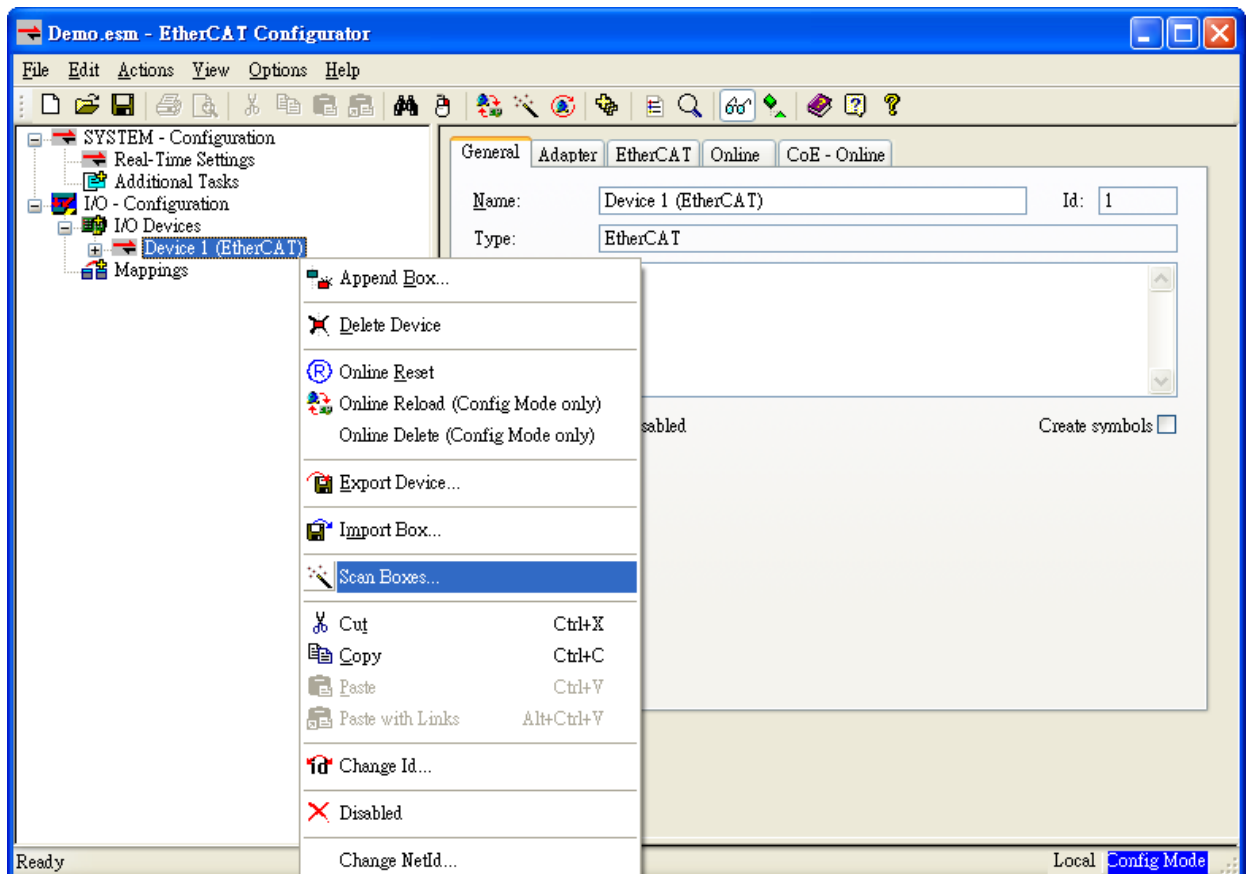 Demo.esm - EtherCAT Configurator
File Edit Actions View Options Help
SYSTEM - Configuration
Real-Time Settings
Additional Tasks
I/O - Configuration
I/O Devices
Device 1 (EtherCAT)
Mappings
General Adapter EtherCAT Online CoE - Online
Name: Device 1 (EtherCAT) Id: 1
Type: EtherCAT
Create symbols
Append Box...
Delete Device
Online Reset
Online Reload (Config Mode only)
Online Delete (Config Mode only)
Export Device...
Import Box...
Scan Boxes...
Cut Ctrl+X
Copy Ctrl+C
Paste Ctrl+V
Paste with Links Alt+Ctrl+V
Change Id...
Disabled
Change NetId...
Ready Local Config Mode